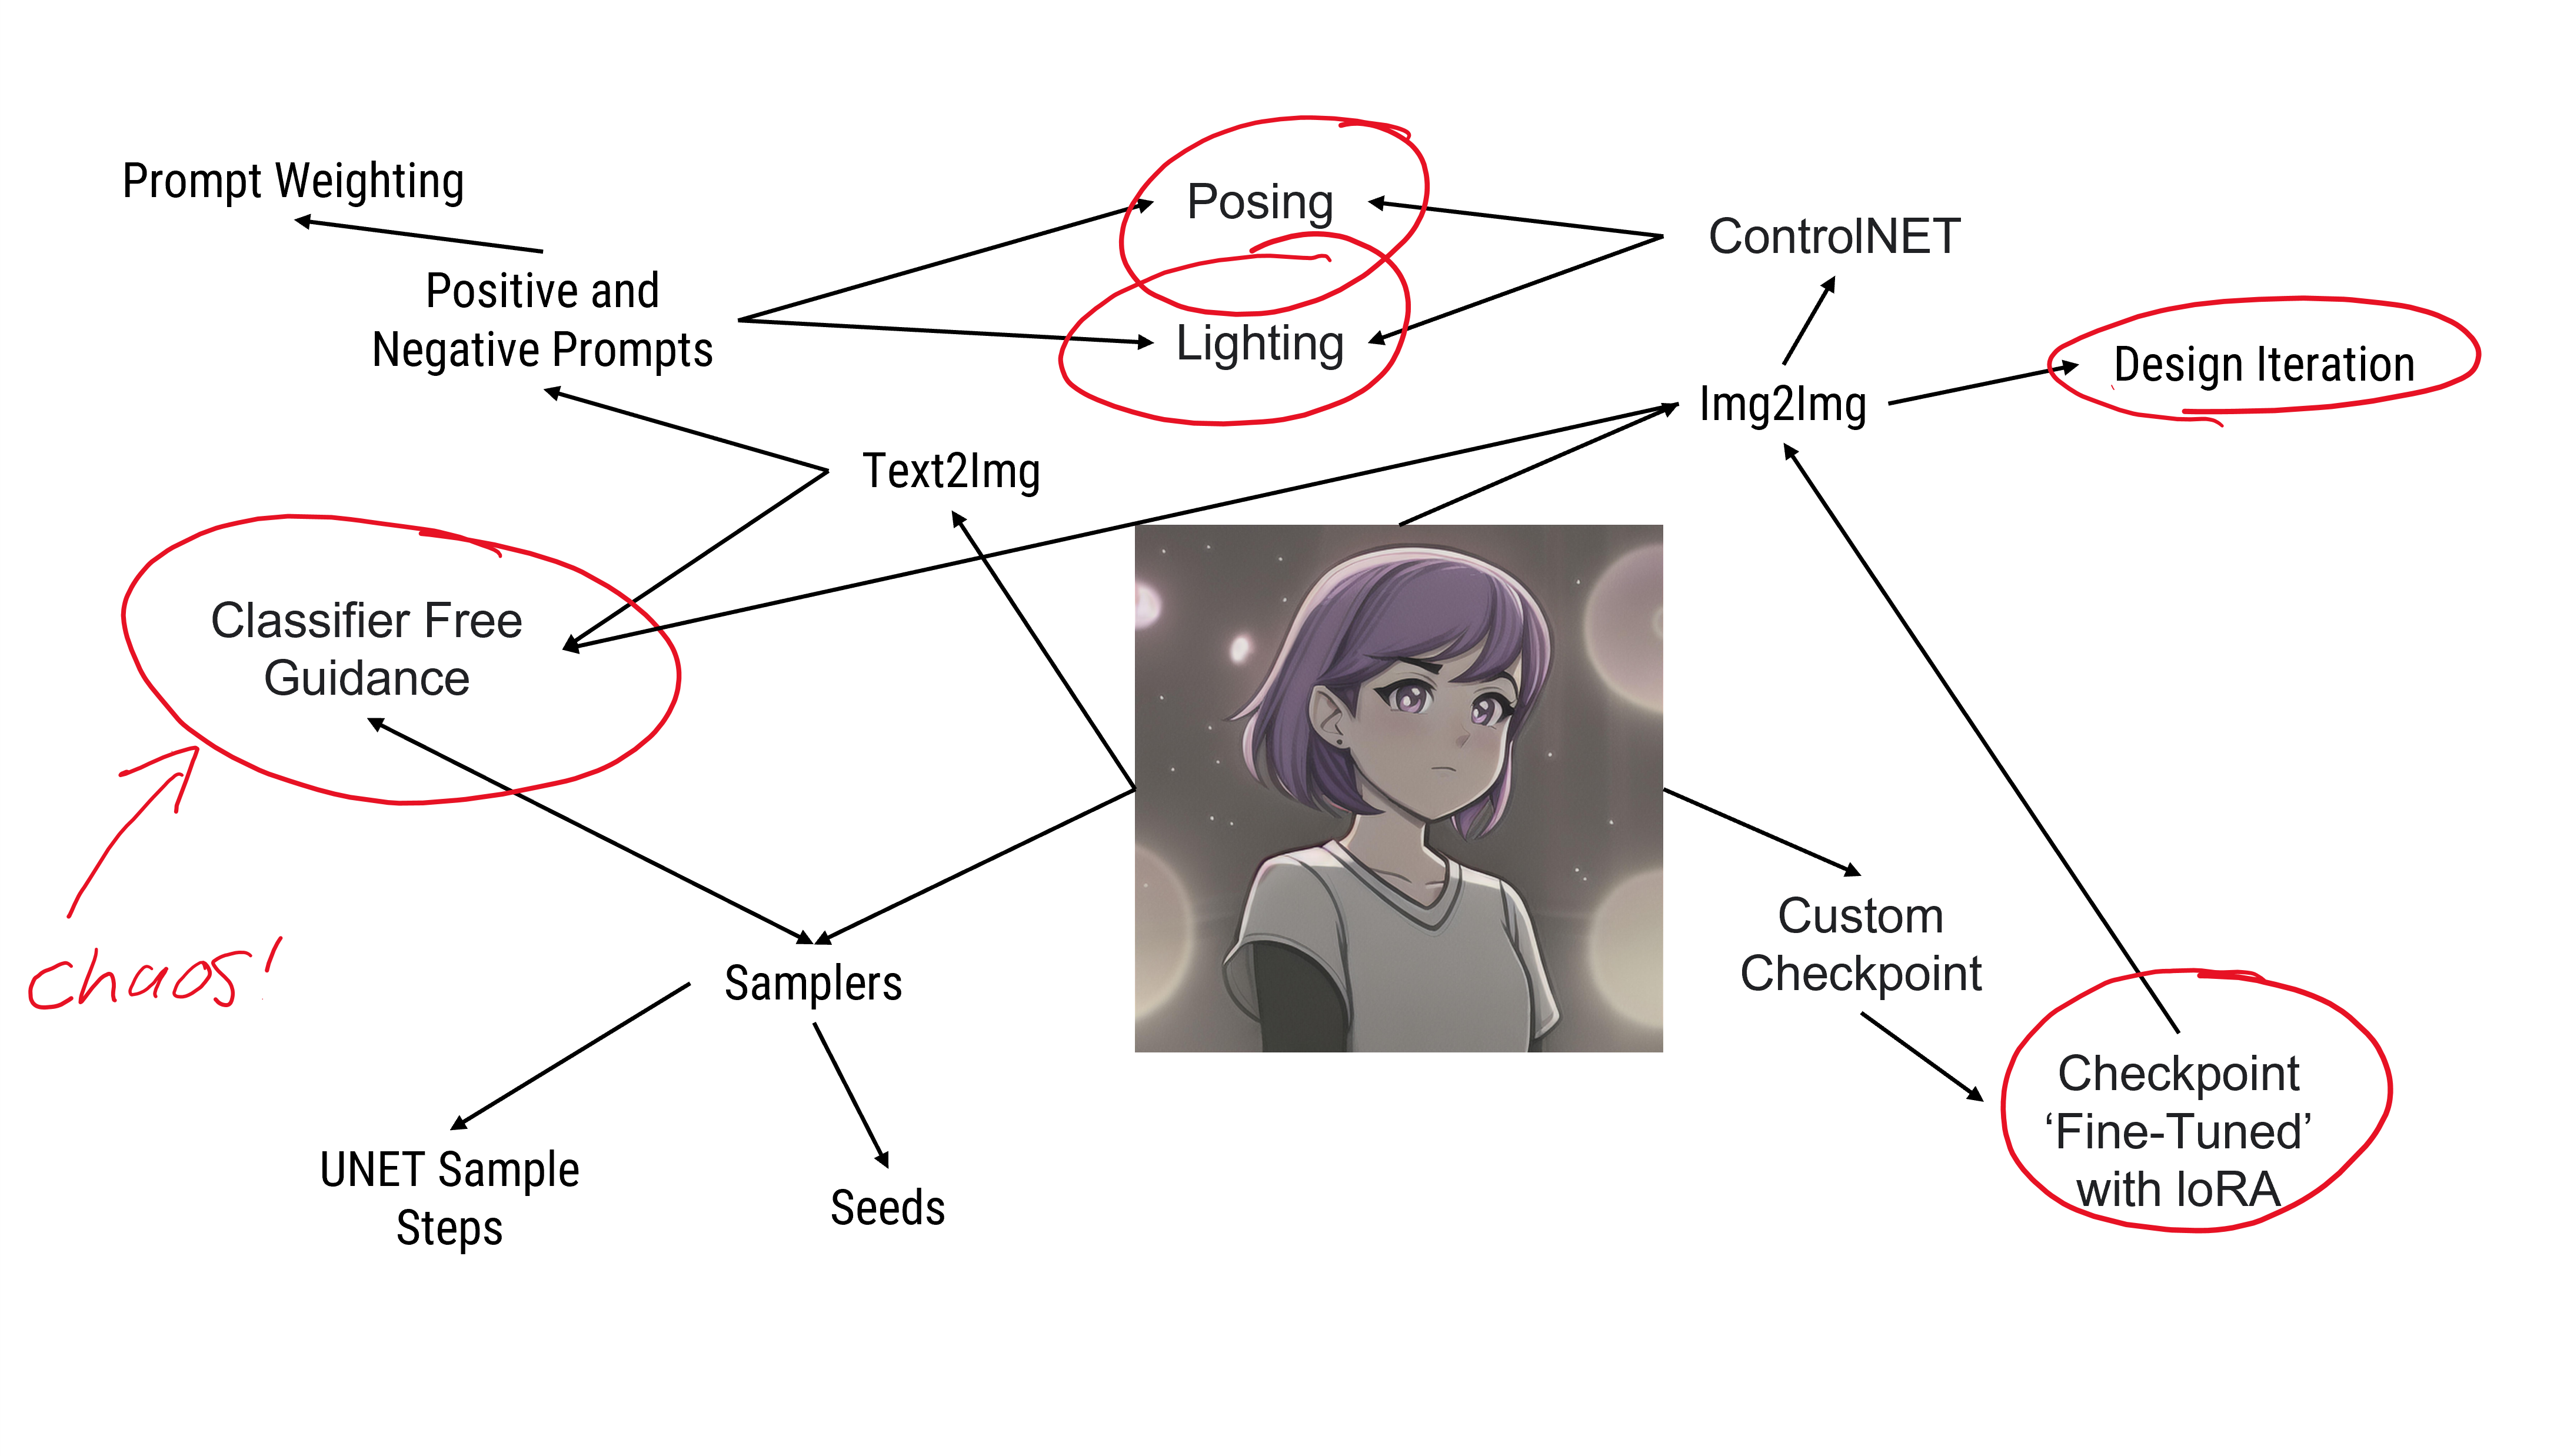 Prompt Weighting
Posing
ControlNET
Positive and
Negative Prompts
Lighting
Design Iteration
Img2Img
Text2Img
Classifier Free
Guidance
chaos!
Samplers
Custom
Checkpoint
Checkpoint
‘Fine-Tuned’
with loRA
UNET Sample
Steps
Seeds